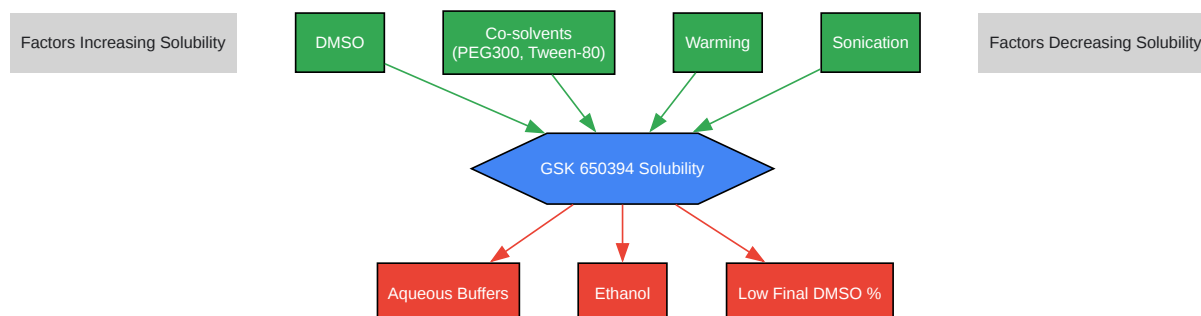 Factors Increasing Solubility
DMSO
Co-solvents
(PEG300, Tween-80)
Warming
Sonication
Factors Decreasing Solubility
GSK 650394 Solubility
Aqueous Buffers
Ethanol
Low Final DMSO %